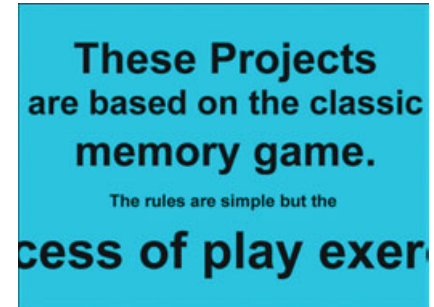 These Projects
are based on the classic
memory game.
The rules are simple but the
cess of play exer